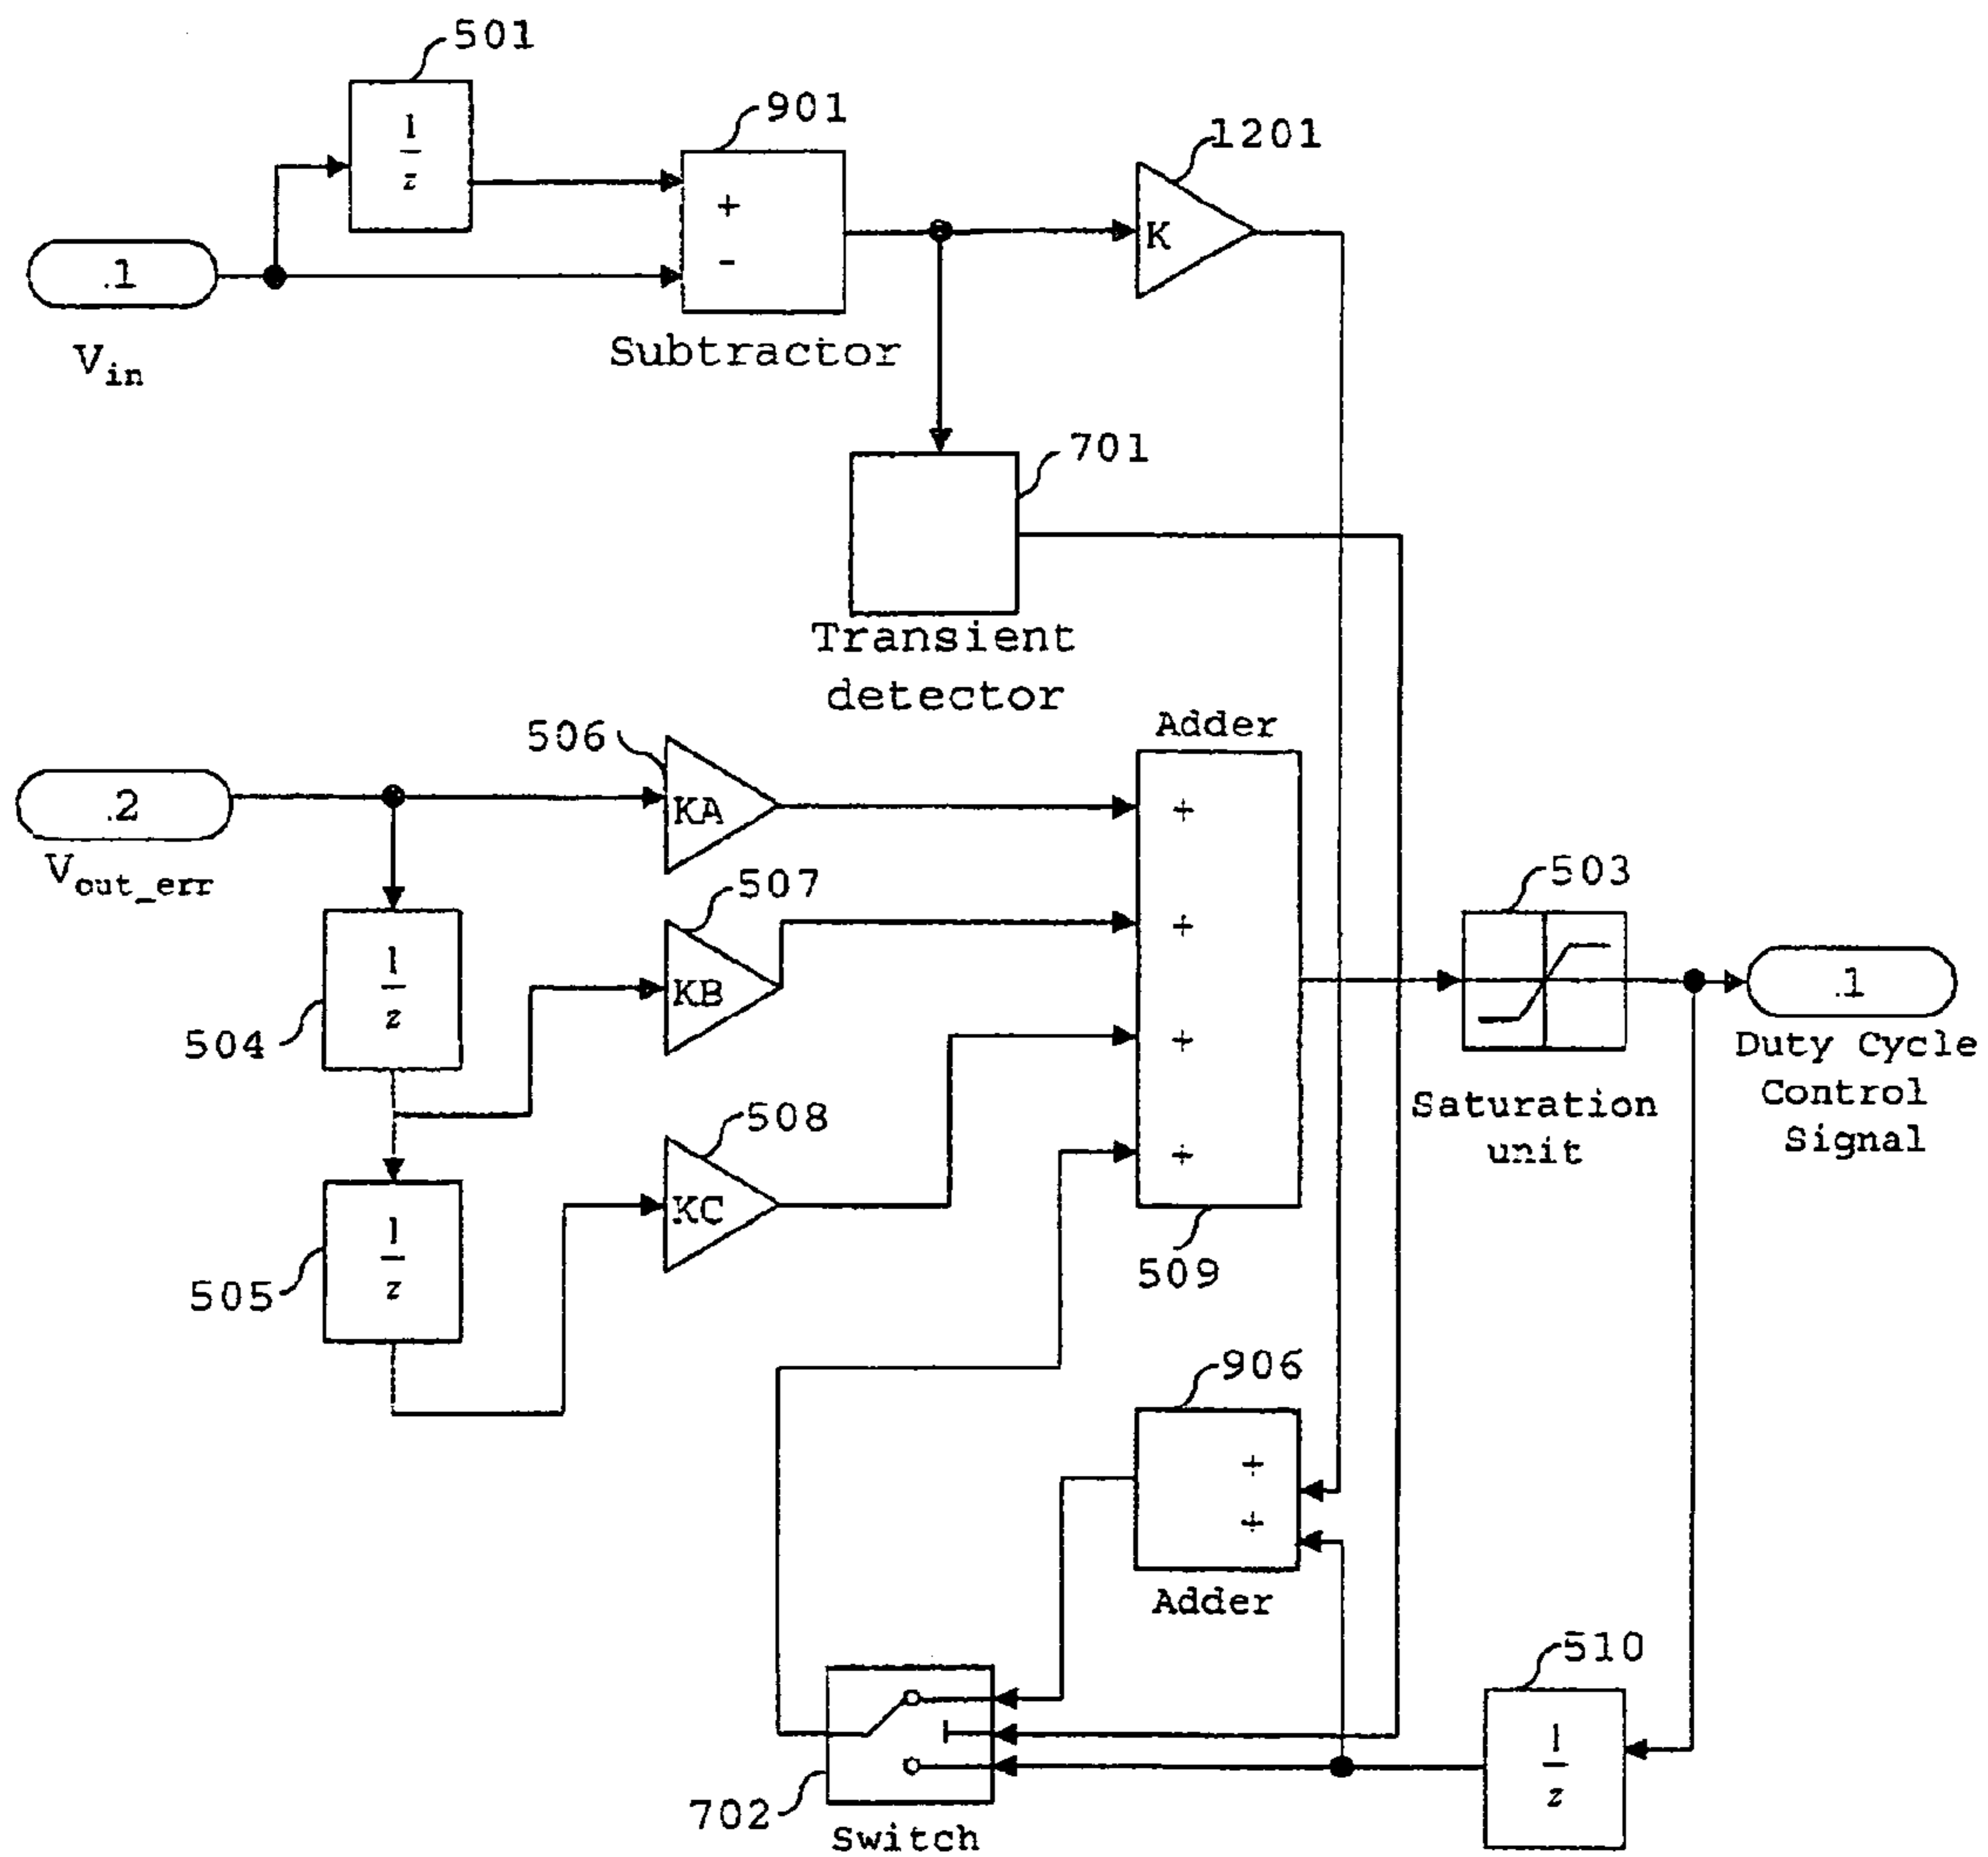 501
1
z
901
+
-
Subtractor
1201
K
.1
Vin
701
Transient
detector
506
KA
.2
Vout_err
Adder
+
+
+
+
509
507
KB
1
z
504
508
KC
1
z
505
503
Saturation
unit
.1
Duty Cycle
Control
Signal
906
+
+
Adder
510
1
z
702
Switch